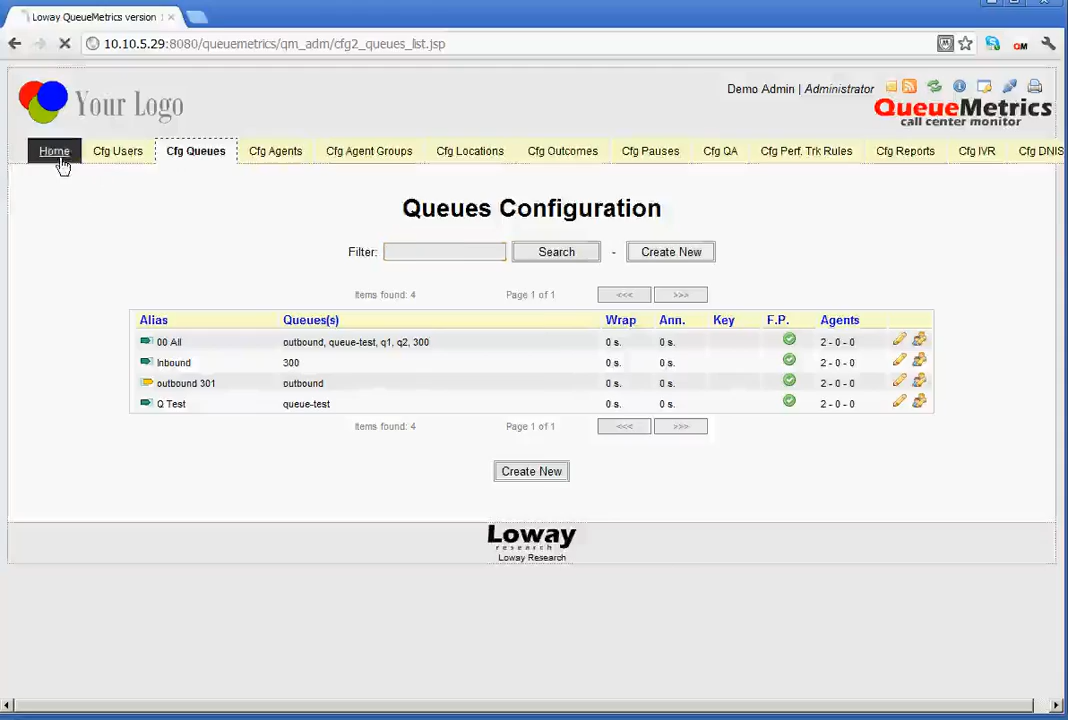 Loway QueueMetrics version
10.10.5.29:8080/queuemetrics/qm_adm/cfg2_queues_list.jsp
Your Logo
Demo Admin | Administrator
QueueMetrics
call center monitor
Home Cfg Users Cfg Queues Cfg Agents Cfg Agent Groups Cfg Locations Cfg Outcomes Cfg Pauses Cfg QA Cfg Perf. Trk Rules Cfg Reports Cfg IVR Cfg DNIS
Queues Configuration
Filter: Search - Create New
Items found: 4 Page 1 of 1 <<< >>>
Alias Queues(s) Wrap Ann. Key F.P. Agents
00 All outbound, queue-test, q1, q2, 300 0 s. 0 s. 2 - 0 - 0
Inbound 300 0 s. 0 s. 2 - 0 - 0
outbound 301 outbound 0 s. 0 s. 2 - 0 - 0
Q Test queue-test 0 s. 0 s. 2 - 0 - 0
Items found: 4 Page 1 of 1 <<< >>>
Create New
Loway
research
Loway Research